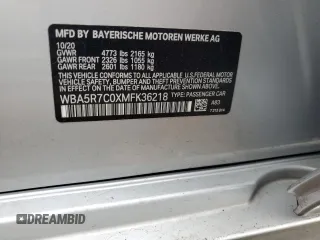 MFD BY BAYERISCHE MOTOREN WERKE AG
10/20
GVWR 4773 lbs 2165 kg
GAWR FRONT 2326 lbs 1055 kg
GAWR REAR 2601 lbs 1180 kg
THIS VEHICLE CONFORMS TO ALL APPLICABLE U.S. FEDERAL MOTOR VEHICLE SAFETY, BUMPER, AND THEFT PREVENTION STANDARDS IN EFFECT ON THE DATE OF MANUFACTURE SHOWN ABOVE.
WBA5R7C0XMFK36218 TYPE: PASSENGER CAR
A83
DREAMBID